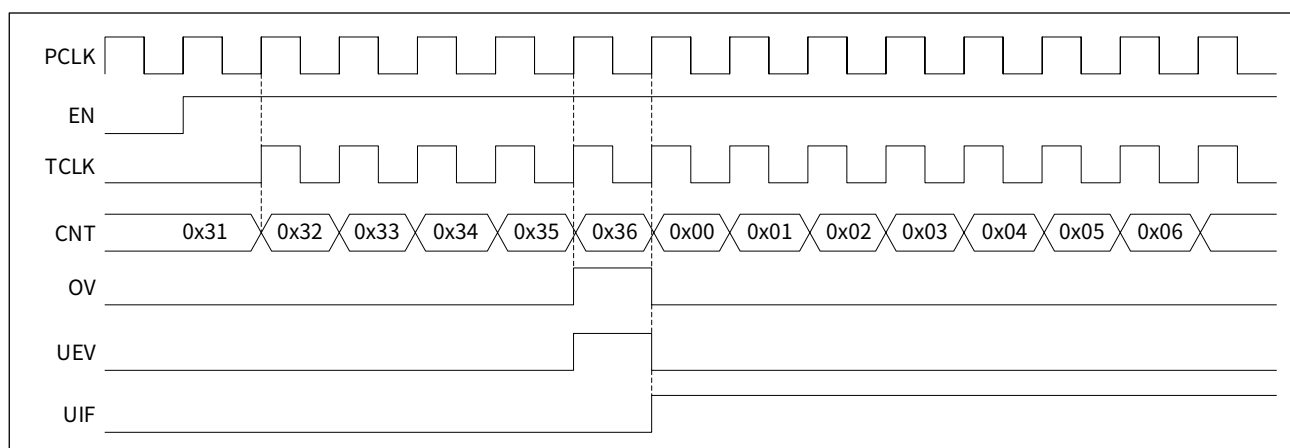 PCLK
EN
TCLK
CNT 0x31 0x32 0x33 0x34 0x35 0x36 0x00 0x01 0x02 0x03 0x04 0x05 0x06
OV
UEV
UIF